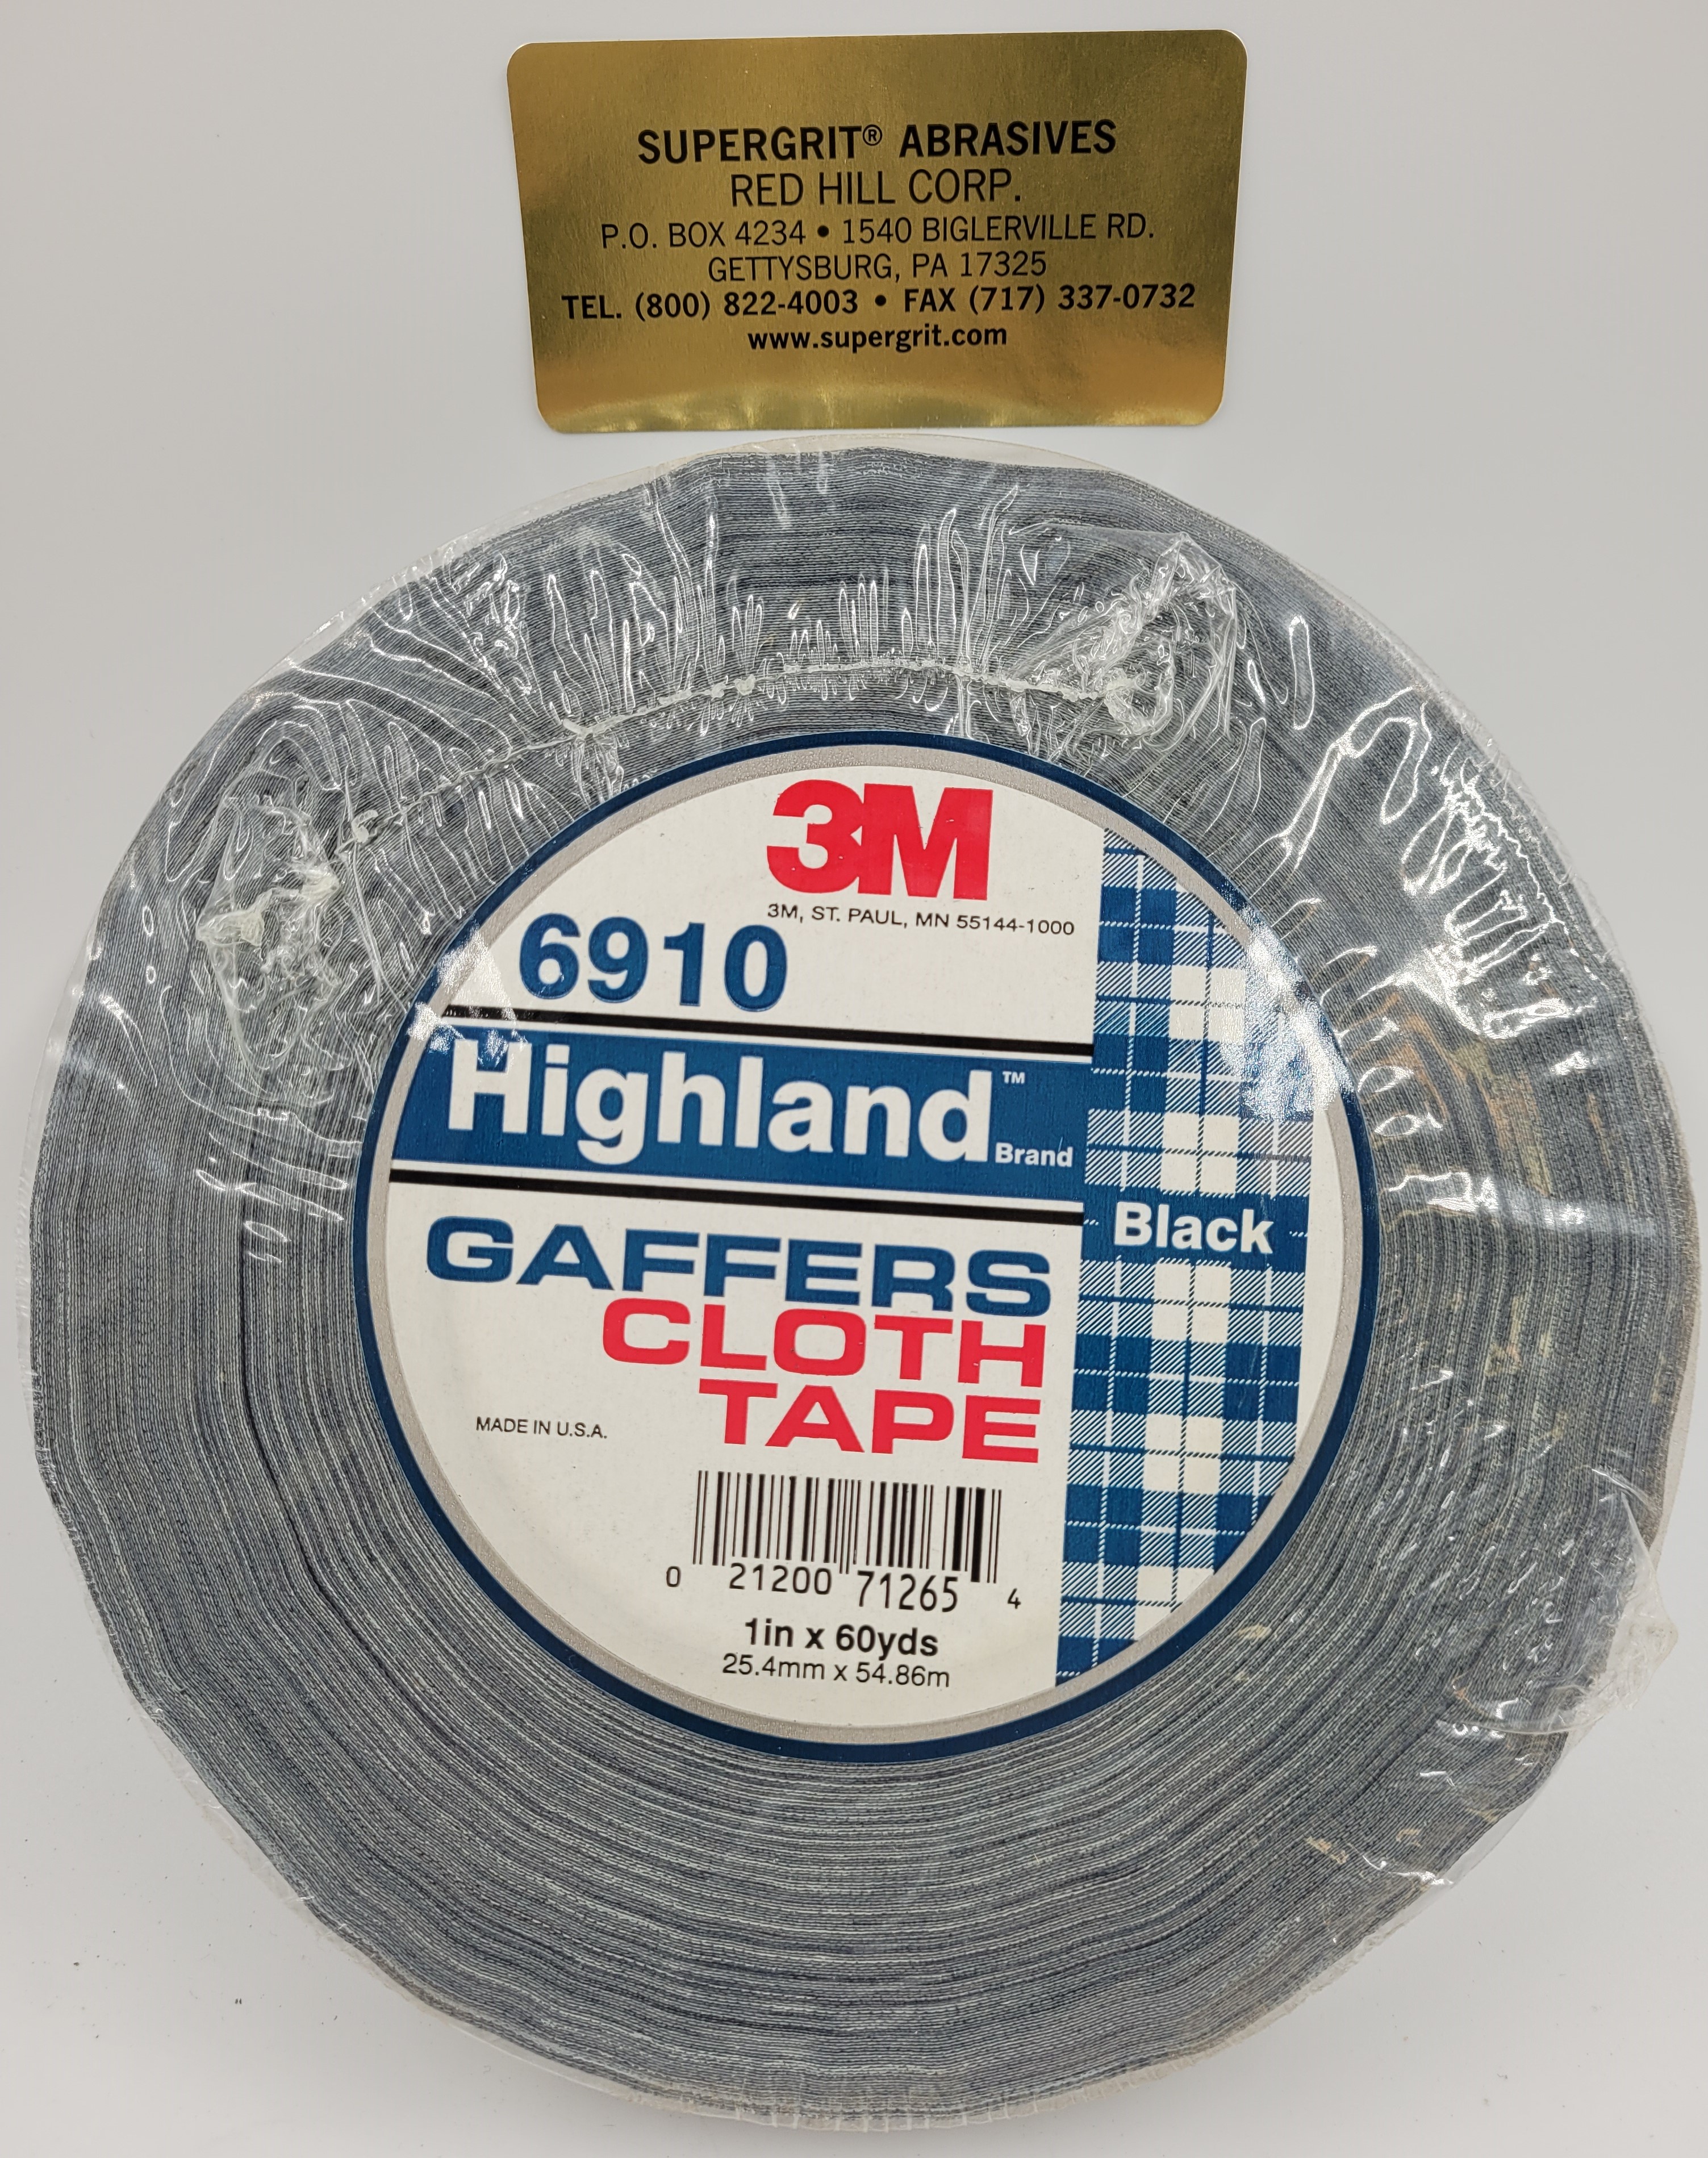 SUPERGRIT® ABRASIVES
RED HILL CORP.
P.O. BOX 4234 • 1540 BIGLERVILLE RD.
GETTYSBURG, PA 17325
TEL. (800) 822-4003 • FAX (717) 337-0732
www.supergrit.com
3M
3M, ST. PAUL, MN 55144-1000
6910
Highland™ Brand
Black
GAFFERS
CLOTH
TAPE
MADE IN U.S.A.
0 21200 71265 4
1in x 60yds
25.4mm x 54.86m